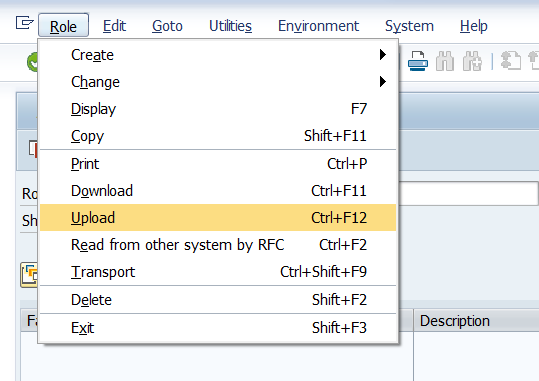 Role Edit Goto Utilities Environment System Help
Create
Change
Display F7
Copy Shift+F11
Print Ctrl+P
Download Ctrl+F11
Ro
Upload Ctrl+F12
Sh
Read from other system by RFC Ctrl+F2
Transport Ctrl+Shift+F9
Delete Shift+F2
Fa Description
Exit Shift+F3